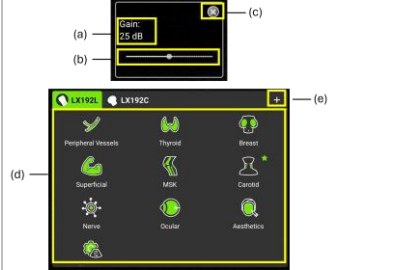 (c)
Gain:
(a)
25 dB
(b)
LX192L LX192C + (e)
Peripheral Vessels Thyroid Breast
(d)
Superficial MSK Carotid
Nerve Ocular Aesthetics